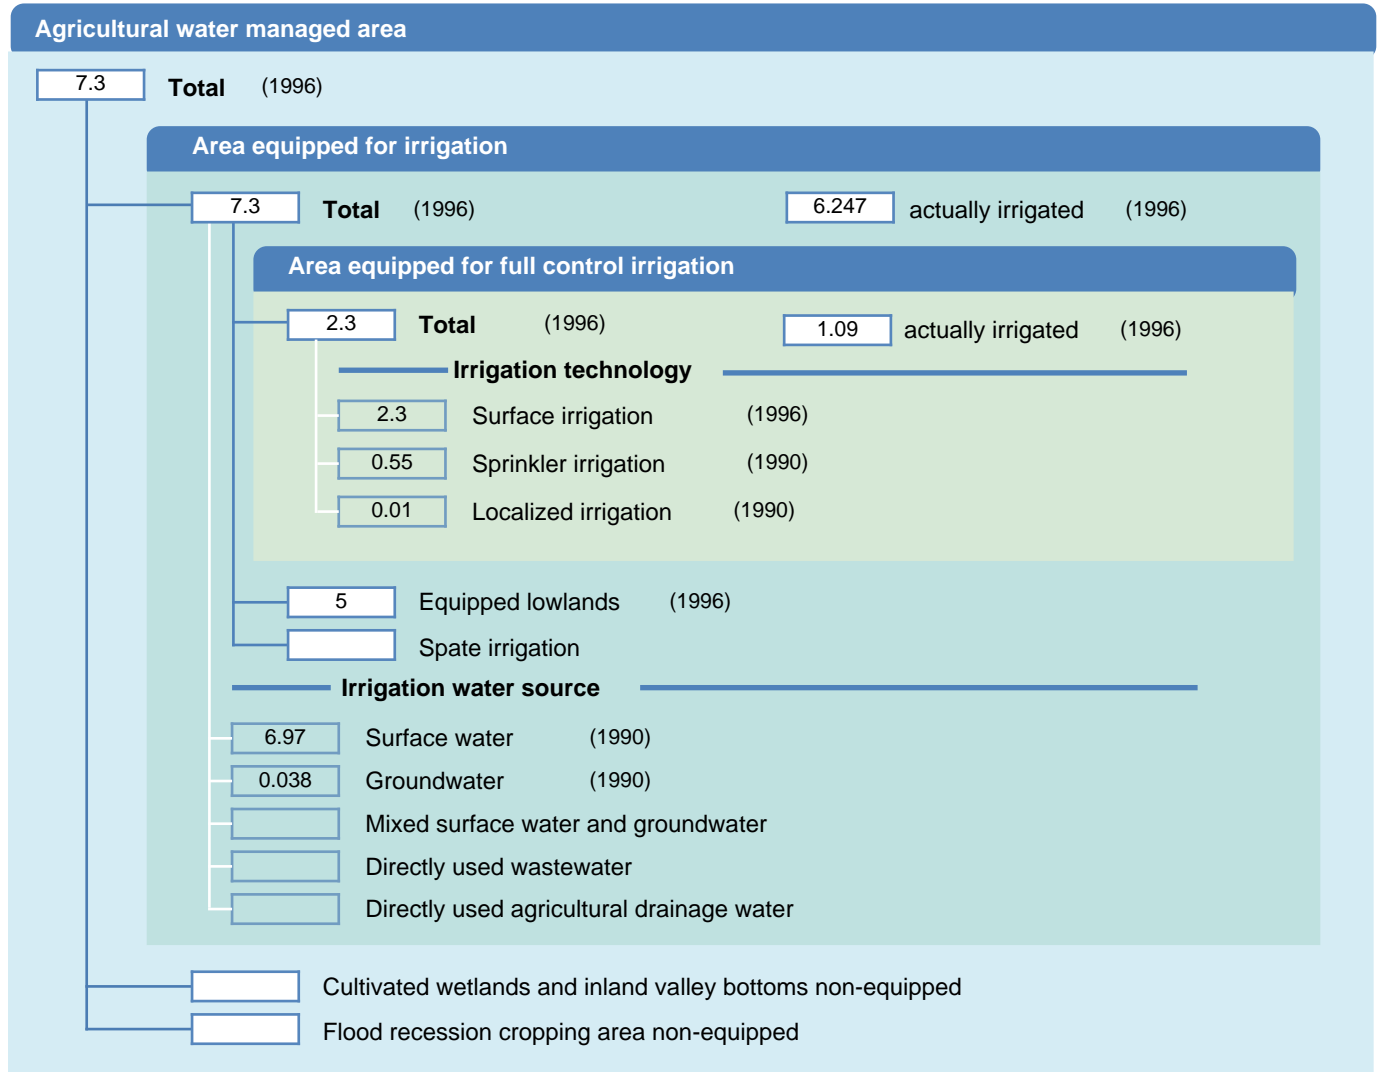 Agricultural water managed area
7.3 Total (1996)
Area equipped for irrigation
7.3 Total (1996) 6.247 actually irrigated (1996)
Area equipped for full control irrigation
2.3 Total (1996) 1.09 actually irrigated (1996)
Irrigation technology
2.3 Surface irrigation (1996)
0.55 Sprinkler irrigation (1990)
0.01 Localized irrigation (1990)
5 Equipped lowlands (1996)
Spate irrigation
Irrigation water source
6.97 Surface water (1990)
0.038 Groundwater (1990)
Mixed surface water and groundwater
Directly used wastewater
Directly used agricultural drainage water
Cultivated wetlands and inland valley bottoms non-equipped
Flood recession cropping area non-equipped